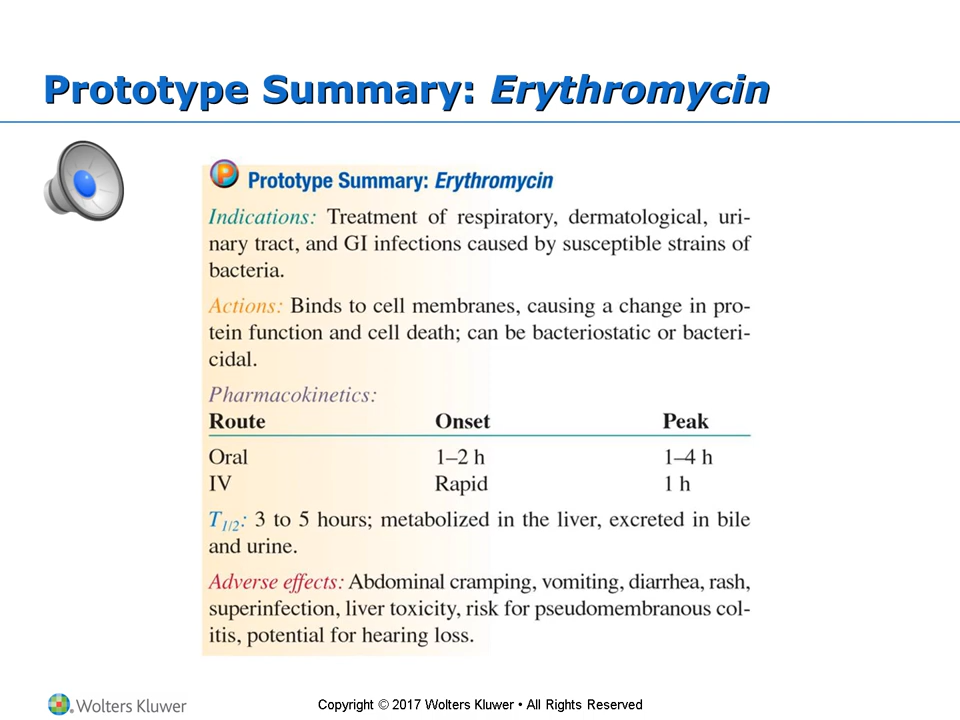 Prototype Summary: Erythromycin
P Prototype Summary: Erythromycin
Indications: Treatment of respiratory, dermatological, uri-
nary tract, and GI infections caused by susceptible strains of
bacteria.
Actions: Binds to cell membranes, causing a change in pro-
tein function and cell death; can be bacteriostatic or bacteri-
cidal.
Pharmacokinetics:
Route Onset Peak
Oral 1–2 h 1–4 h
IV Rapid 1 h
T1/2: 3 to 5 hours; metabolized in the liver, excreted in bile
and urine.
Adverse effects: Abdominal cramping, vomiting, diarrhea, rash,
superinfection, liver toxicity, risk for pseudomembranous col-
itis, potential for hearing loss.
Wolters Kluwer Copyright © 2017 Wolters Kluwer • All Rights Reserved